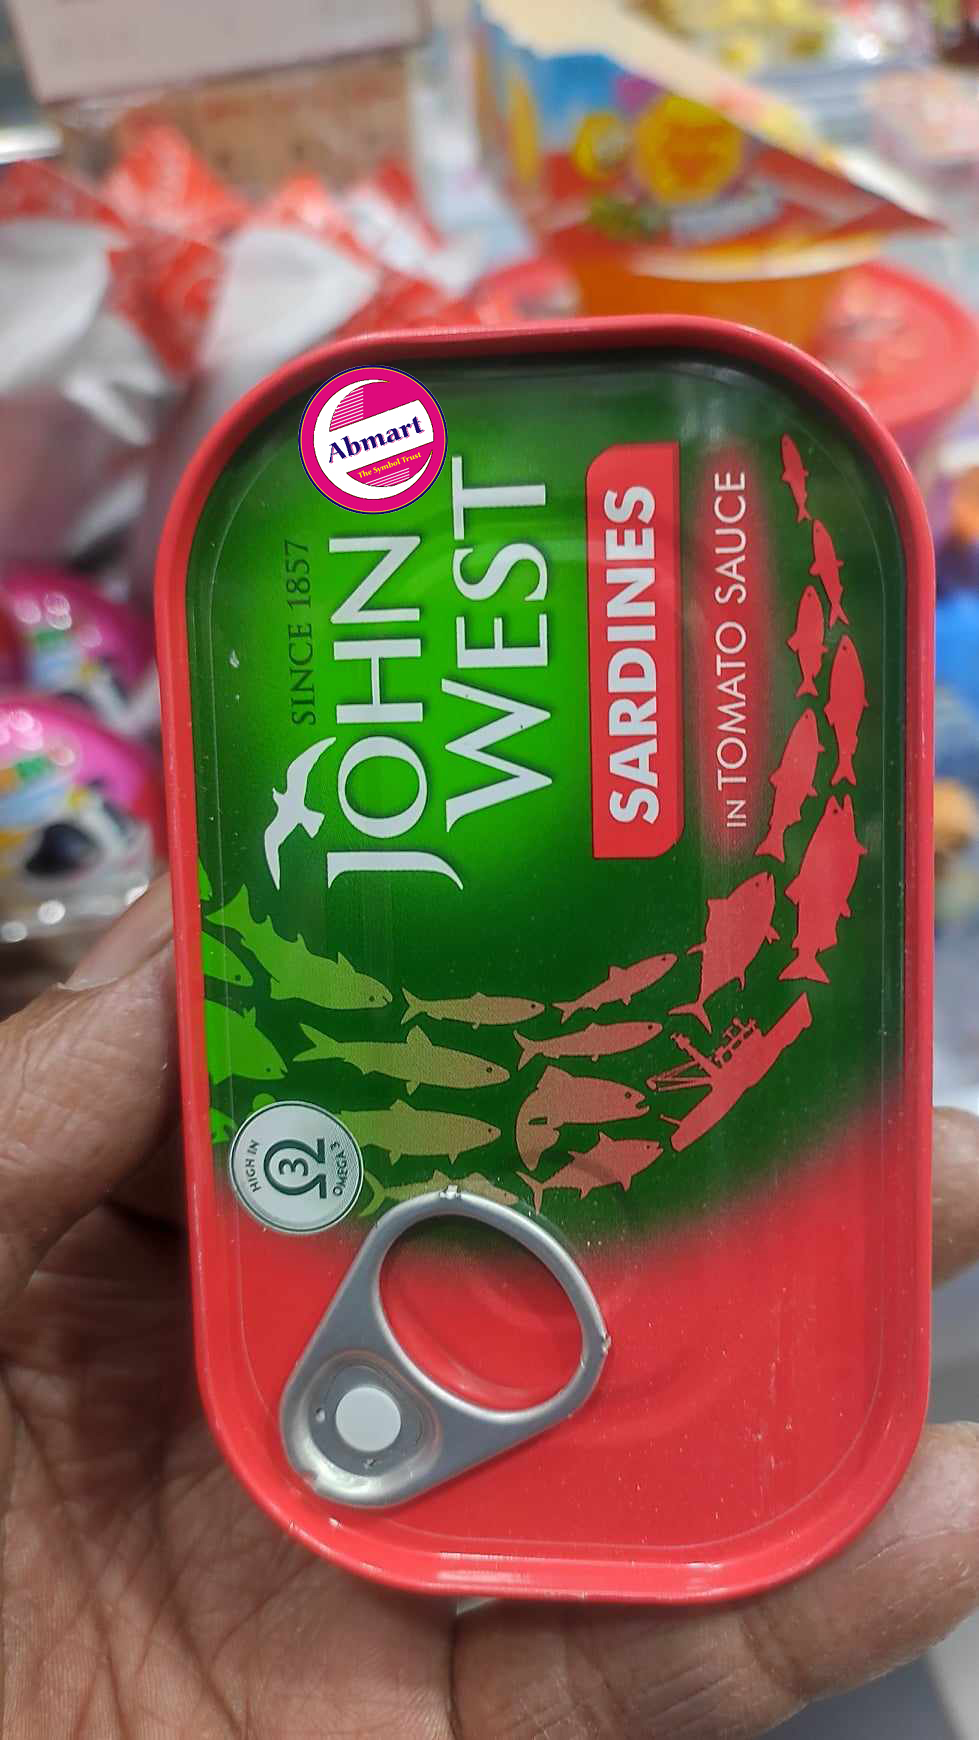 Abmart
The Symbol Trust
SINCE 1857
JOHN
WEST
SARDINES
IN TOMATO SAUCE
HIGH IN
Ω3
OMEGA 3